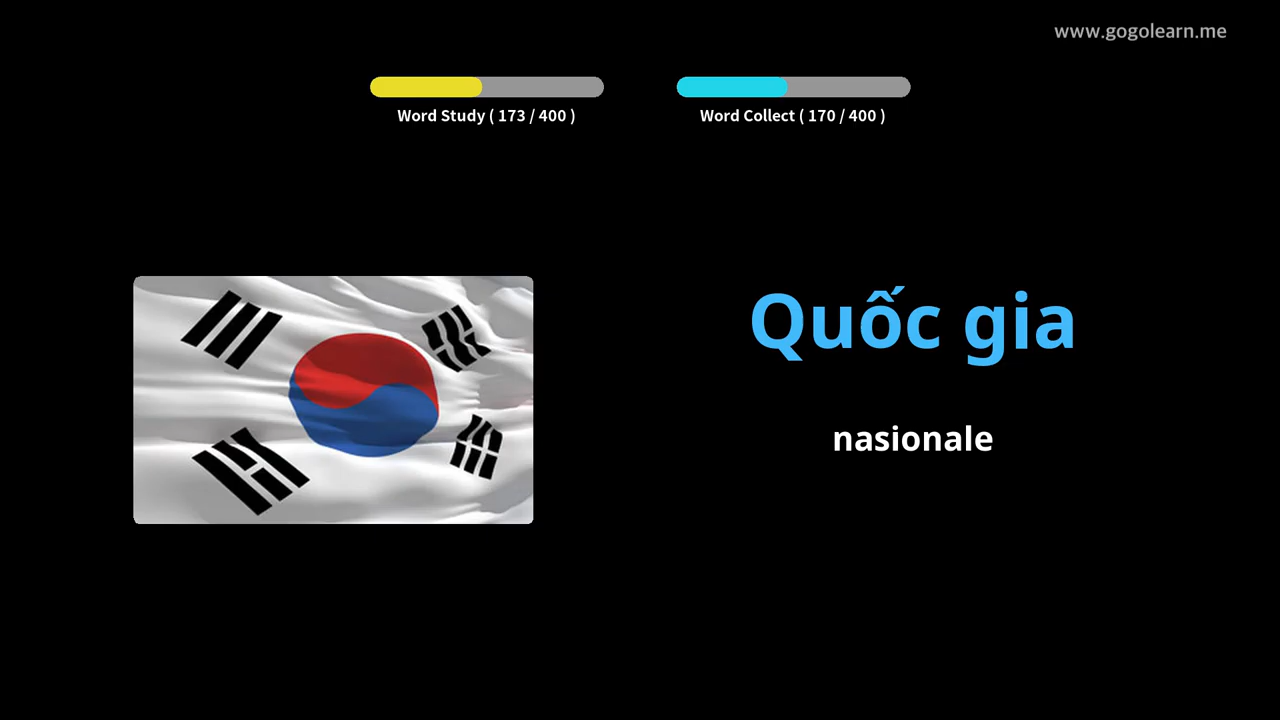 www.gogolearn.me
Word Study ( 173 / 400 )
Word Collect ( 170 / 400 )
Quốc gia
nasionale